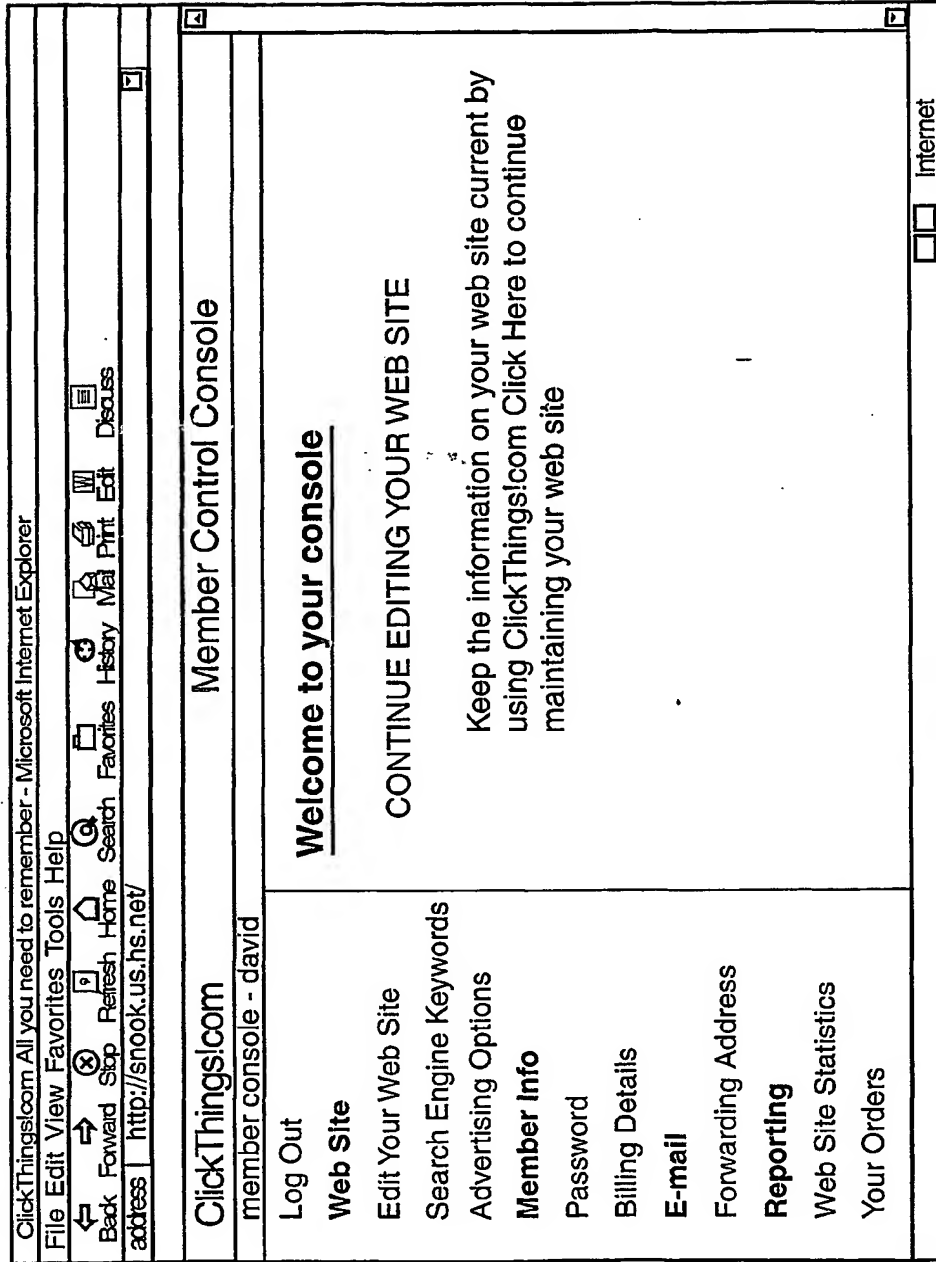 ClickThings!com All you need to remember - Microsoft Internet Explorer
File Edit View Favorites Tools Help
Back Forward Stop Refresh Home Search Favorites History Mail Print Edit Discuss
address http://snook.us.hs.net/
ClickThings!com Member Control Console
member console - david
Log Out
Web Site
Edit Your Web Site
Search Engine Keywords
Advertising Options
Member Info
Password
Billing Details
E-mail
Forwarding Address
Reporting
Web Site Statistics
Your Orders
Welcome to your console
CONTINUE EDITING YOUR WEB SITE
Keep the information on your web site current by
using ClickThings!com Click Here to continue
maintaining your web site
Internet